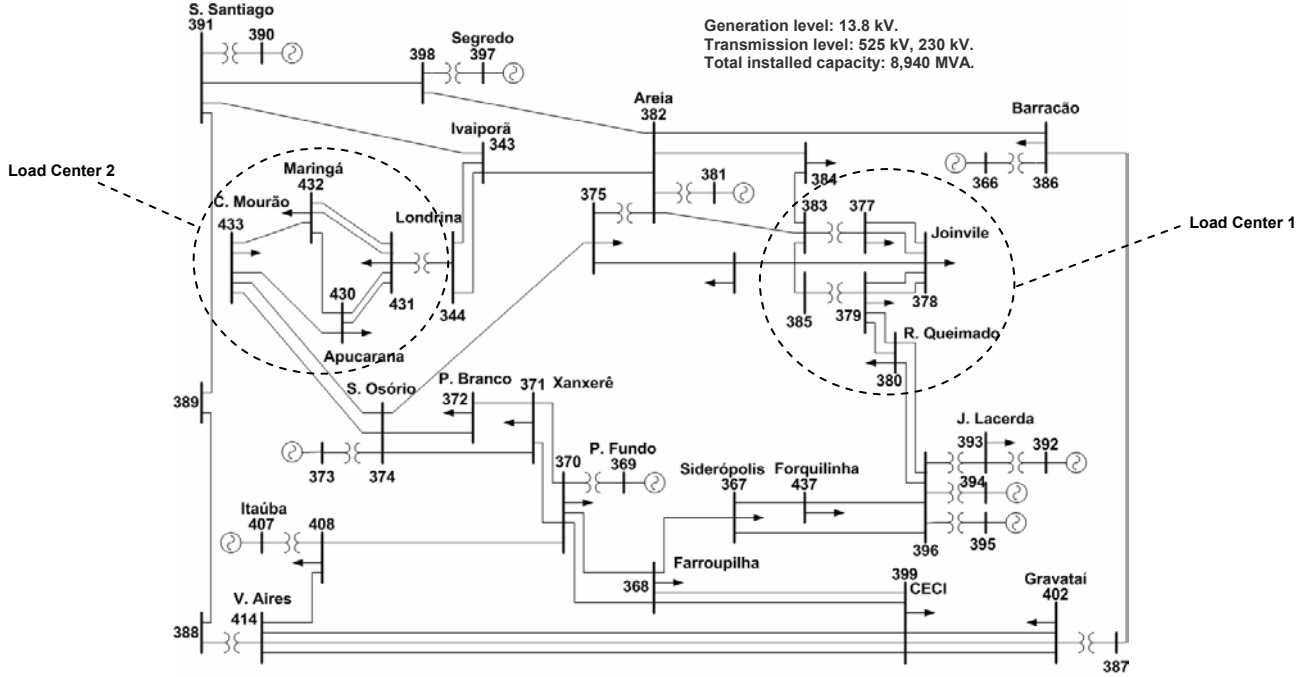 S. Santiago
391
390
398
Segredo
397
Generation level: 13.8 kV.
Transmission level: 525 kV, 230 kV.
Total installed capacity: 8,940 MVA.
Areia
382
Barracão
Ivaiporã
343
Load Center 2
Maringá
432
381
366
386
384
C. Mourão
433
Londrina
375
383
377
Load Center 1
Joinvile
430
431
344
385
379
378
Apucarana
R. Queimado
380
389
S. Osório
P. Branco
372
371
Xanxerê
373
374
370
P. Fundo
369
J. Lacerda
393
392
Siderópolis
367
Forquilinha
437
394
395
396
Itaúba
407
408
Farroupilha
368
399
CECI
Gravataí
402
V. Aires
414
388
387